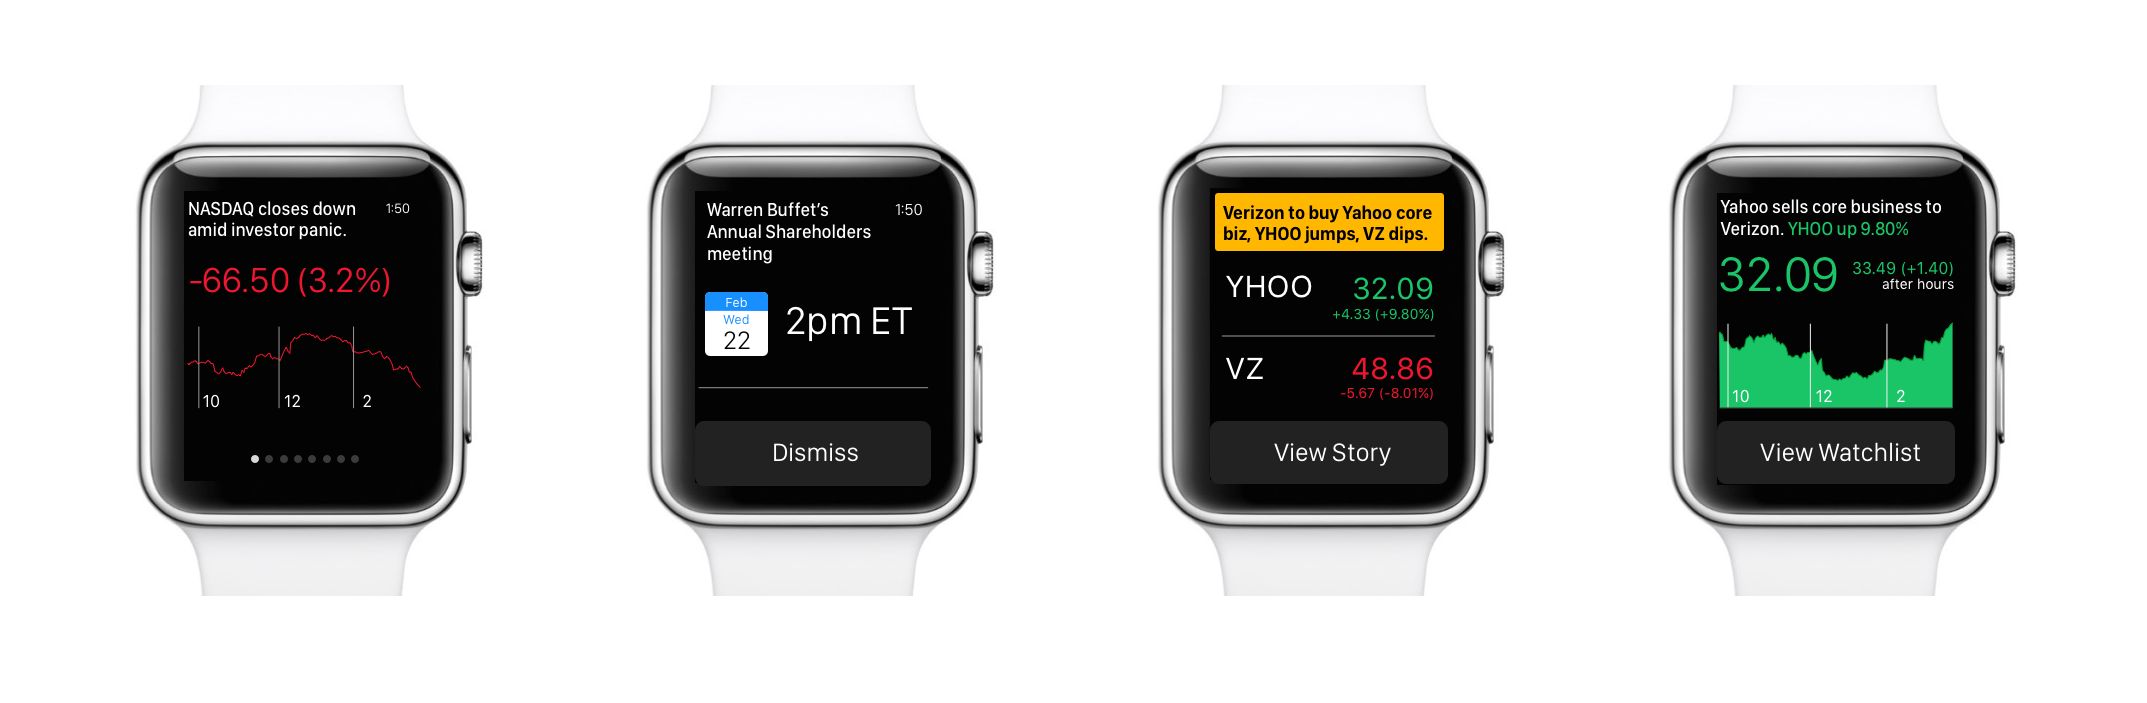 NASDAQ closes down
1:50
amid investor panic.
-66.50 (3.2%)
10
12
2
Warren Buffet's
1:50
Annual Shareholders
meeting
Feb
Wed
22
2pm ET
Dismiss
Verizon to buy Yahoo core
biz, YHOO jumps, VZ dips.
YHOO
32.09
+4.33 (+9.80%)
VZ
48.86
-5.67 (-8.01%)
View Story
Yahoo sells core business to
Verizon. YHOO up 9.80%
32.09
33.49 (+1.40)
after hours
10
12
2
View Watchlist